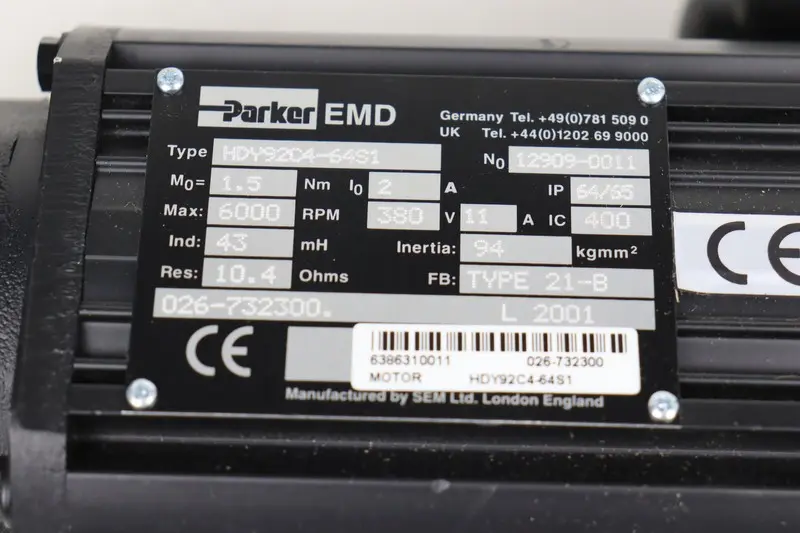 Parker EMD
Germany Tel. +49(0)781 509 0
UK Tel. +44(0)1202 69 9000
Type HDY92C4-64S1 No 12909-0011
Mo= 1.5 Nm Io 2 A IP 64/65
Max: 6000 RPM 380 V 11 A IC 400
Ind: 43 mH Inertia: 94 kgmm²
Res: 10.4 Ohms FB: TYPE 21-B
026-732300. L 2001
CE
6386310011 026-732300
MOTOR HDY92C4-64S1
Manufactured by SEM Ltd. London England
CE